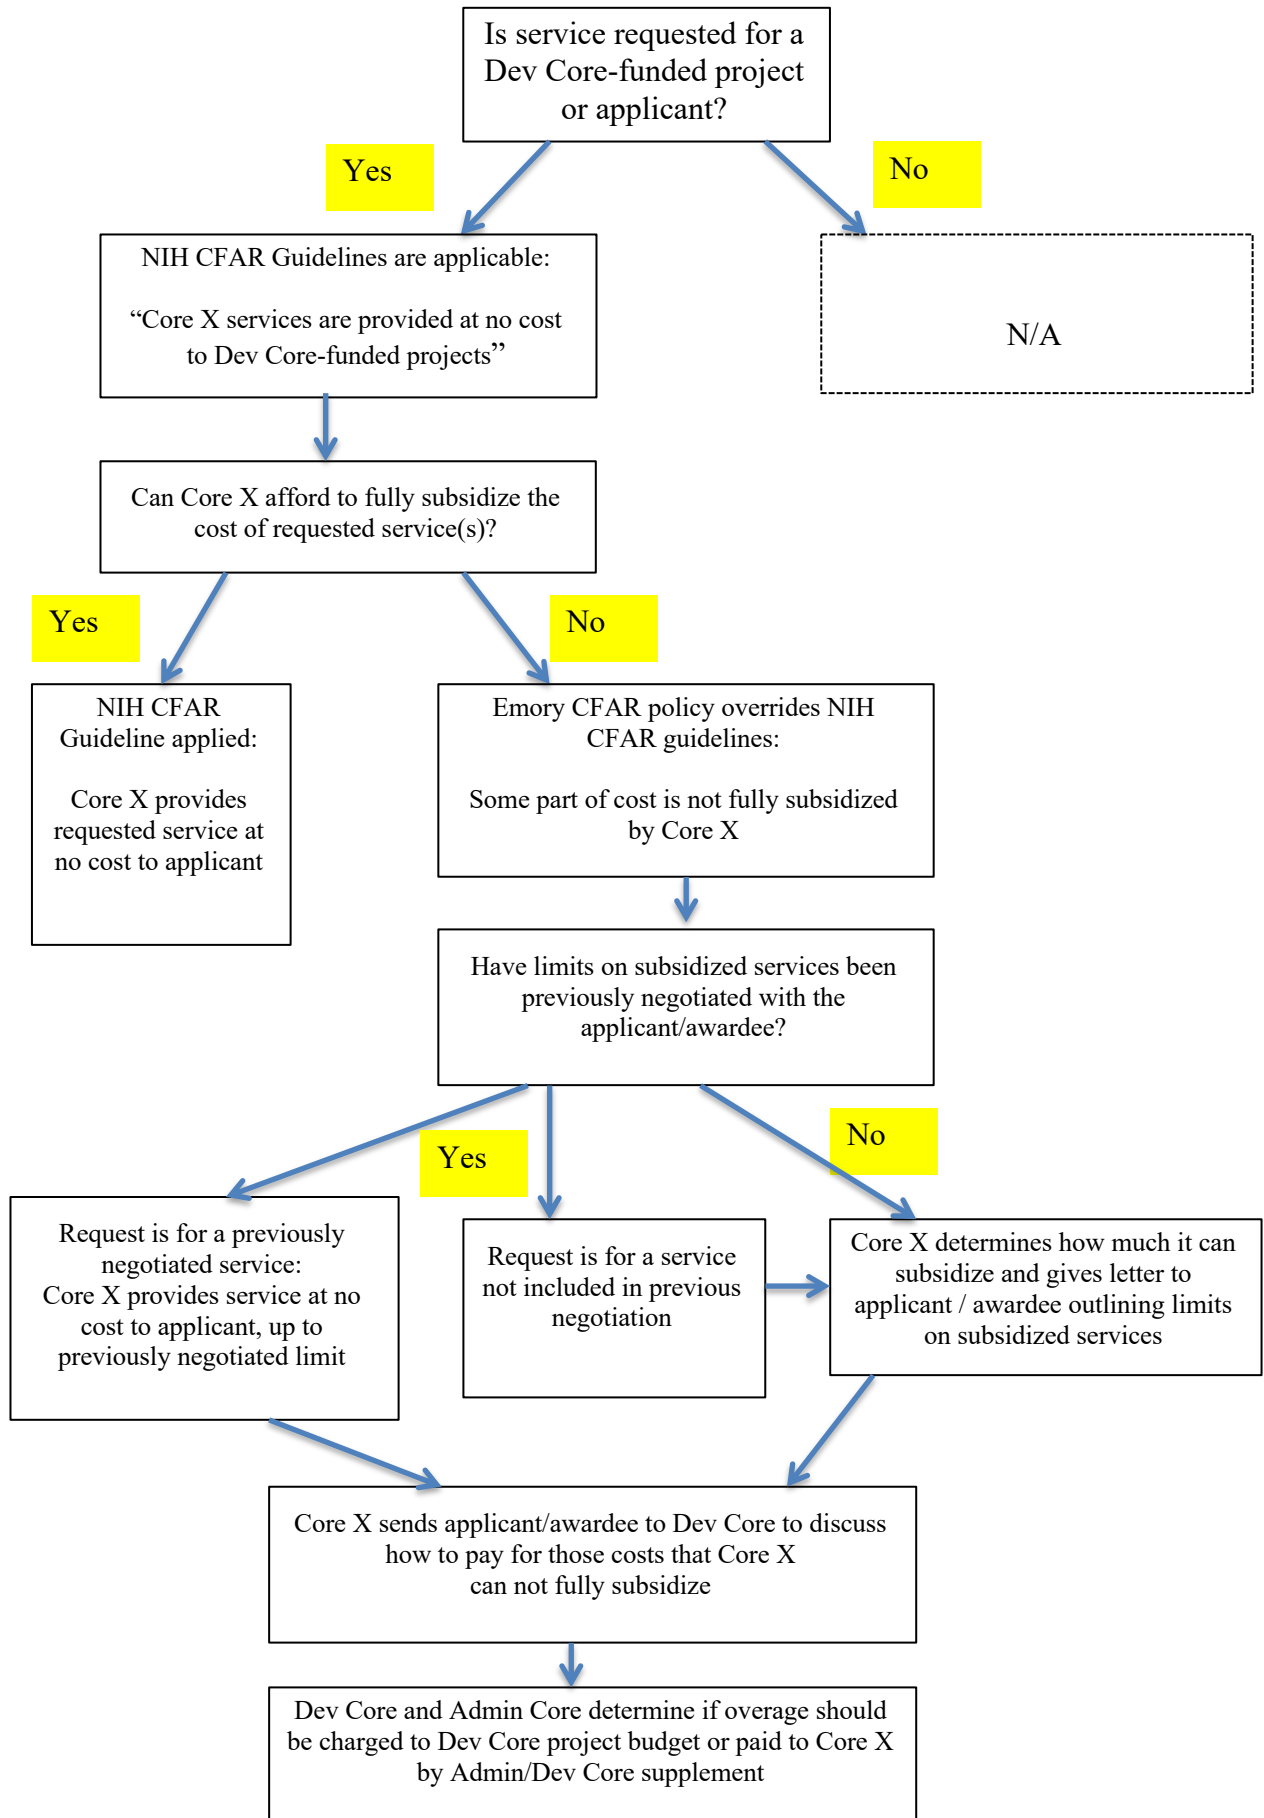 Is service requested for a
Dev Core-funded project
or applicant?
Yes
No
NIH CFAR Guidelines are applicable:
“Core X services are provided at no cost
to Dev Core-funded projects”
N/A
Can Core X afford to fully subsidize the
cost of requested service(s)?
Yes
No
NIH CFAR
Guideline applied:
Core X provides
requested service at
no cost to applicant
Emory CFAR policy overrides NIH
CFAR guidelines:
Some part of cost is not fully subsidized
by Core X
Have limits on subsidized services been
previously negotiated with the
applicant/awardee?
Yes
No
Request is for a previously
negotiated service:
Core X provides service at no
cost to applicant, up to
previously negotiated limit
Request is for a service
not included in previous
negotiation
Core X determines how much it can
subsidize and gives letter to
applicant / awardee outlining limits
on subsidized services
Core X sends applicant/awardee to Dev Core to discuss
how to pay for those costs that Core X
can not fully subsidize
Dev Core and Admin Core determine if overage should
be charged to Dev Core project budget or paid to Core X
by Admin/Dev Core supplement